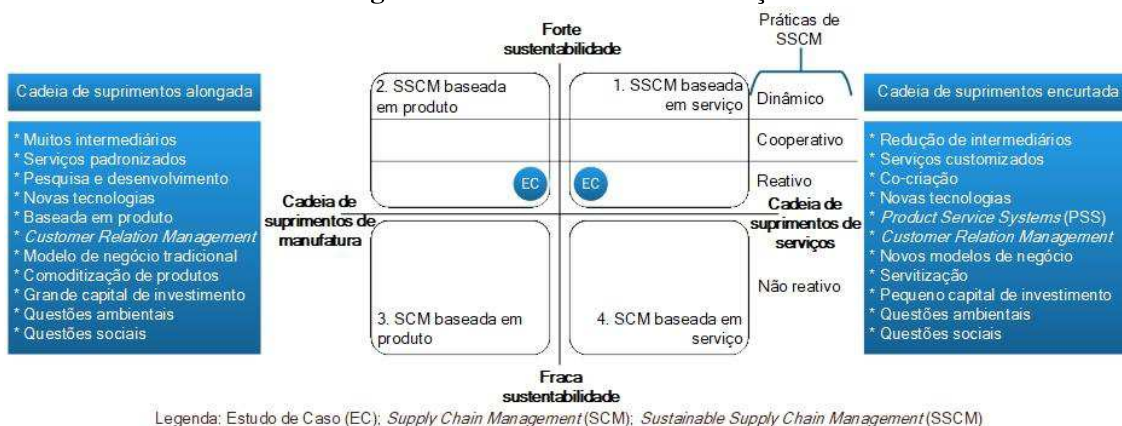 Práticas de
SSCM
Forte
sustentabilidade
Cadeia de suprimentos alongada
* Muitos intermediários
* Serviços padronizados
* Pesquisa e desenvolvimento
* Novas tecnologias
* Baseada em produto
* Customer Relation Management
* Modelo de negócio tradicional
* Comoditização de produtos
* Grande capital de investimento
* Questões ambientais
* Questões sociais
2. SSCM baseada
em produto
1. SSCM baseada
em serviço
Dinâmico
Cooperativo
Reativo
EC
EC
Cadeia de
suprimentos de
manufatura
Cadeia de
suprimentos de
serviços
Não reativo
3. SCM baseada em
produto
4. SCM baseada em
serviço
Fraca
sustentabilidade
Cadeia de suprimentos encurtada
* Redução de intermediários
* Serviços customizados
* Co-criação
* Novas tecnologias
* Product Service Systems (PSS)
* Customer Relation Management
* Novos modelos de negócio
* Servitização
* Pequeno capital de investimento
* Questões ambientais
* Questões sociais
Legenda: Estudo de Caso (EC); Supply Chain Management (SCM); Sustainable Supply Chain Management (SSCM)